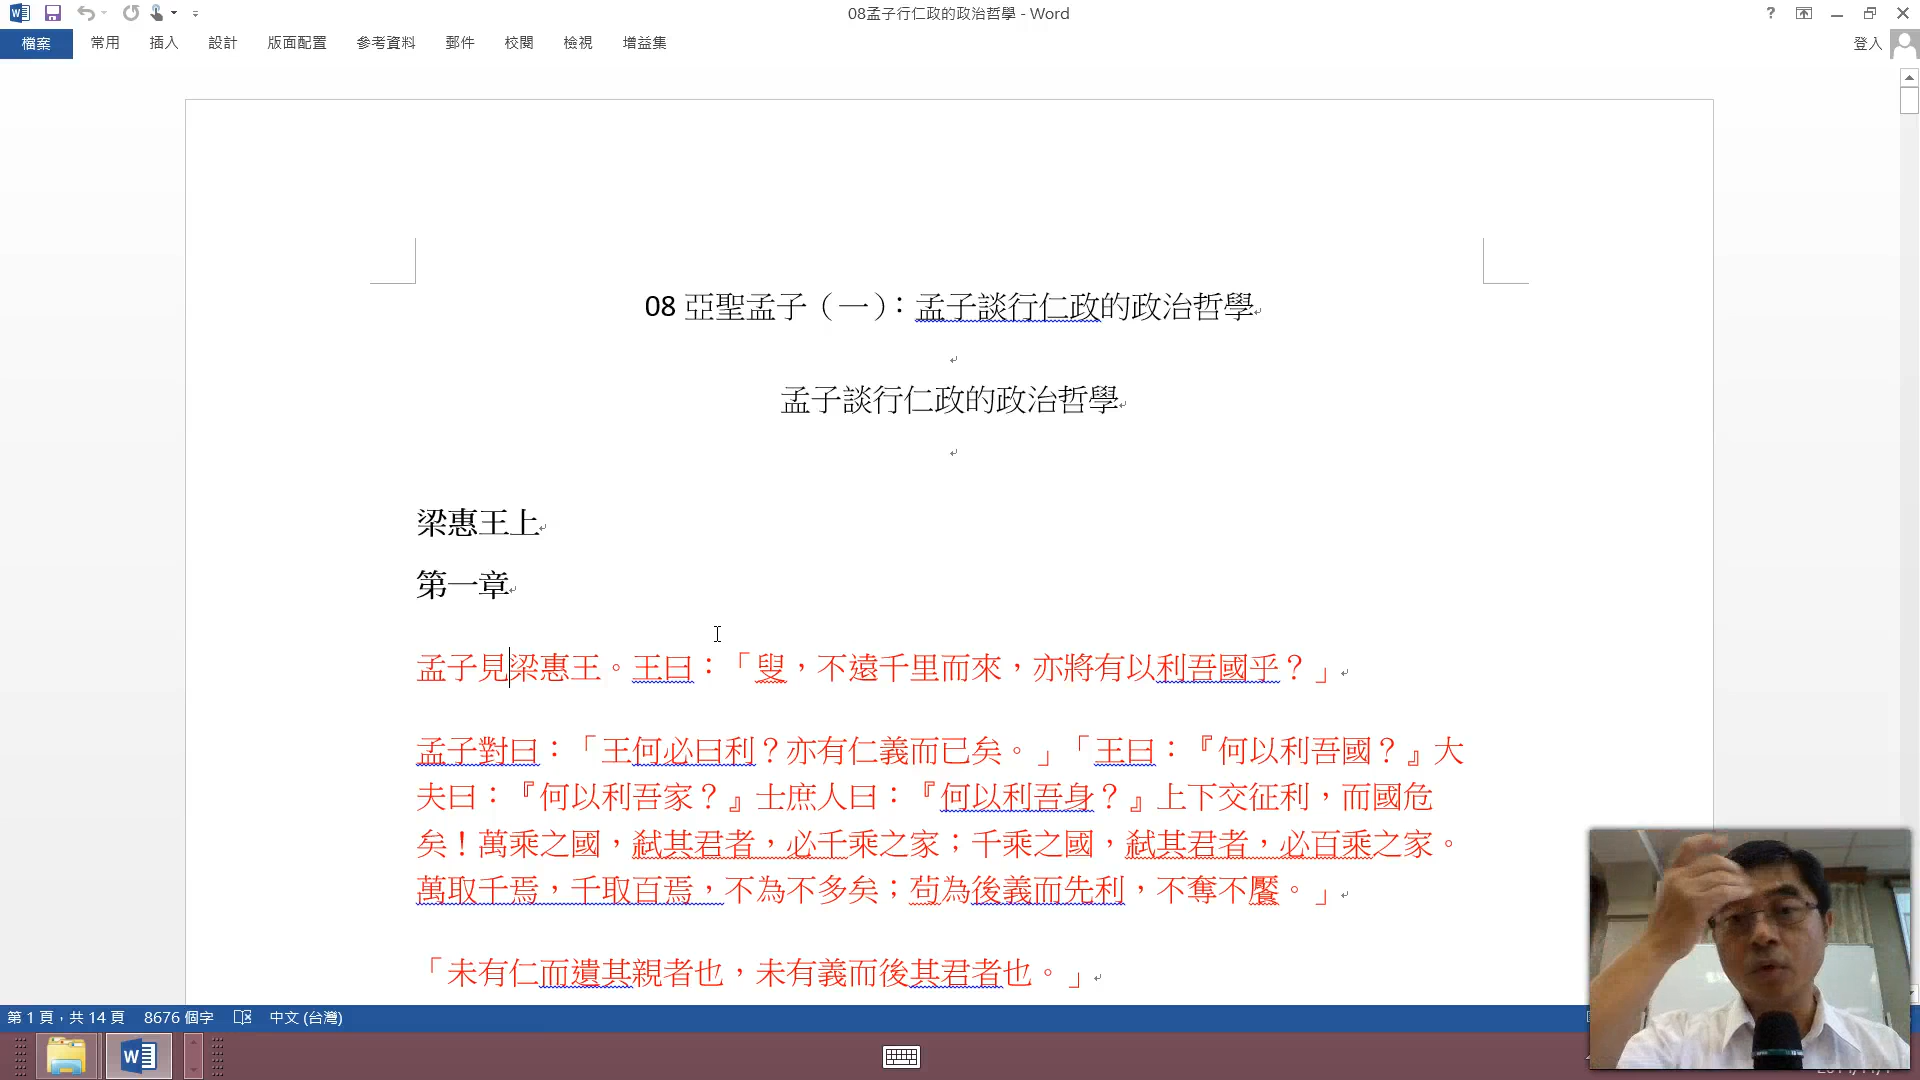 08孟子行仁政的政治哲學 - Word
檔案 常用 插入 設計 版面配置 參考資料 郵件 校閱 檢視 增益集 登入
08 亞聖孟子（一）：孟子談行仁政的政治哲學
孟子談行仁政的政治哲學
梁惠王上
第一章
孟子見梁惠王。王曰：「叟，不遠千里而來，亦將有以利吾國乎？」
孟子對曰：「王何必曰利？亦有仁義而已矣。」「王曰：『何以利吾國？』大
夫曰：『何以利吾家？』士庶人曰：『何以利吾身？』上下交征利，而國危
矣！萬乘之國，弒其君者，必千乘之家；千乘之國，弒其君者，必百乘之家。
萬取千焉，千取百焉，不為不多矣；苟為後義而先利，不奪不饜。」
「未有仁而遺其親者也，未有義而後其君者也。」
第 1 頁，共 14 頁 8676 個字 中文 (台灣)